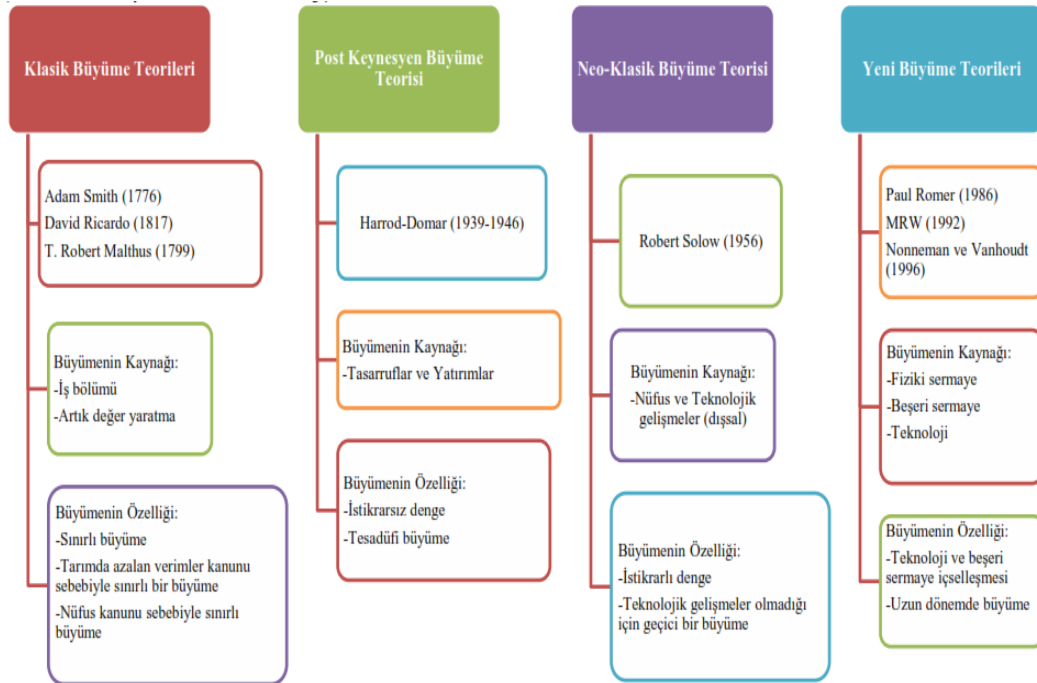 Klasik Büyüme Teorileri
Adam Smith (1776)
David Ricardo (1817)
T. Robert Malthus (1799)
Büyümenin Kaynağı:
-İş bölümü
-Artık değer yaratma
Büyümenin Özelliği:
-Sınırlı büyüme
-Tarımda azalan verimler kanunu
sebebiyle sınırlı bir büyüme
-Nüfus kanunu sebebiyle sınırlı
büyüme
Post Keynesyen Büyüme
Teorisi
Harrod-Domar (1939-1946)
Büyümenin Kaynağı:
-Tasarruflar ve Yatırımlar
Büyümenin Özelliği:
-İstikrarsız denge
-Tesadüfi büyüme
Neo-Klasik Büyüme Teorisi
Robert Solow (1956)
Büyümenin Kaynağı:
-Nüfus ve Teknolojik
gelişmeler (dışsal)
Büyümenin Özelliği:
-İstikrarlı denge
-Teknolojik gelişmeler olmadığı
için geçici bir büyüme
Yeni Büyüme Teorileri
Paul Romer (1986)
MRW (1992)
Nonneman ve Vanhoudt
(1996)
Büyümenin Kaynağı:
-Fiziki sermaye
-Beşeri sermaye
-Teknoloji
Büyümenin Özelliği:
-Teknoloji ve beşeri
sermaye içselleşmesi
-Uzun dönemde büyüme